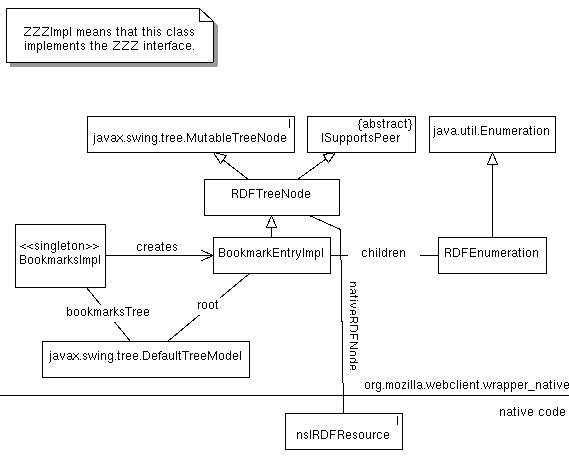 ZZZImpl means that this class
implements the ZZZ interface.
I
javax.swing.tree.MutableTreeNode
{abstract}
ISupportsPeer
java.util.Enumeration
RDFTreeNode
<<singleton>>
BookmarksImpl
creates
BookmarkEntryImpl
children
RDFEnumeration
bookmarksTree
root
nativeRDFNode
javax.swing.tree.DefaultTreeModel
org.mozilla.webclient.wrapper_native
native code
I
nsIRDFResource